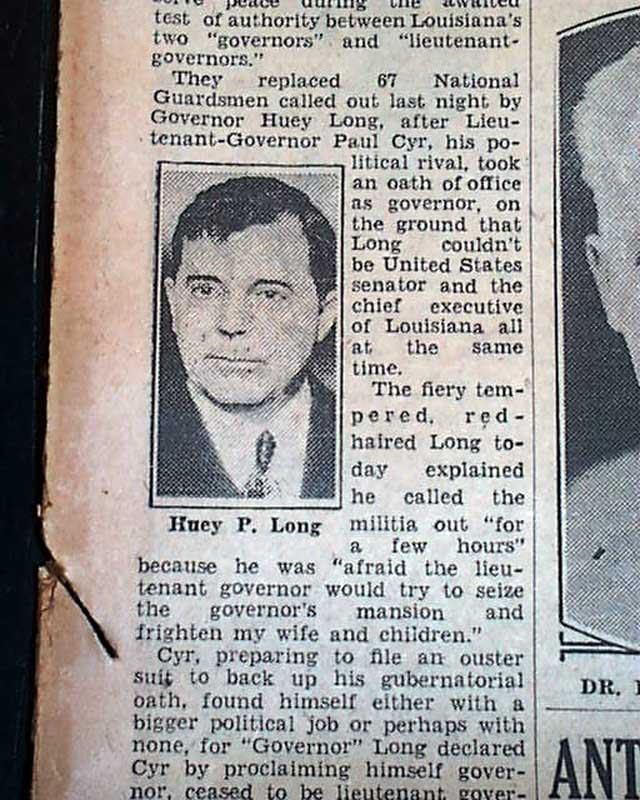 serve peace during the awaited
test of authority between Louisiana's
two "governors" and "lieutenant-
governors."
They replaced 67 National
Guardsmen called out last night by
Governor Huey Long, after Lieu-
tenant-Governor Paul Cyr, his po-
litical rival, took
an oath of office
as governor, on
the ground that
Long couldn't
be United States
senator and the
chief executive
of Louisiana all
at the same
time.
The fiery tem-
pered, red-
haired Long to-
day explained
he called the
militia out "for
a few hours"
Huey P. Long
because he was "afraid the lieu-
tenant governor would try to seize
the governor's mansion and
frighten my wife and children."
Cyr, preparing to file an ouster
suit to back up his gubernatorial
oath, found himself either with a
bigger political job or perhaps with
none, for "Governor" Long declared
Cyr by proclaiming himself gover-
nor, ceased to be lieutenant gover-
DR.
ANT